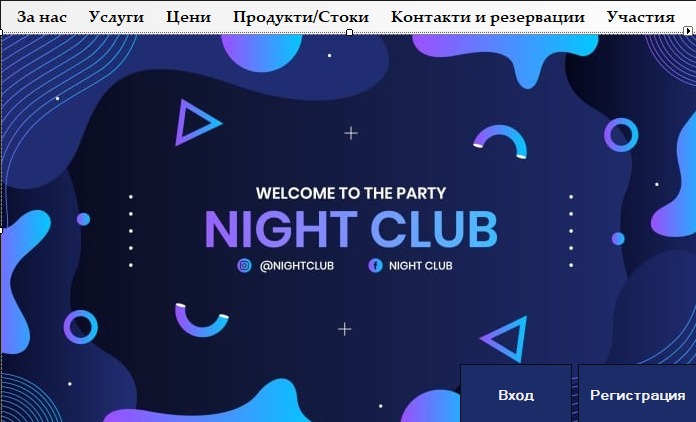 За нас Услуги Цени Продукти/Стоки Контакти и резервации Участия
WELCOME TO THE PARTY
NIGHT CLUB
@NIGHTCLUB NIGHT CLUB
Вход Регистрация